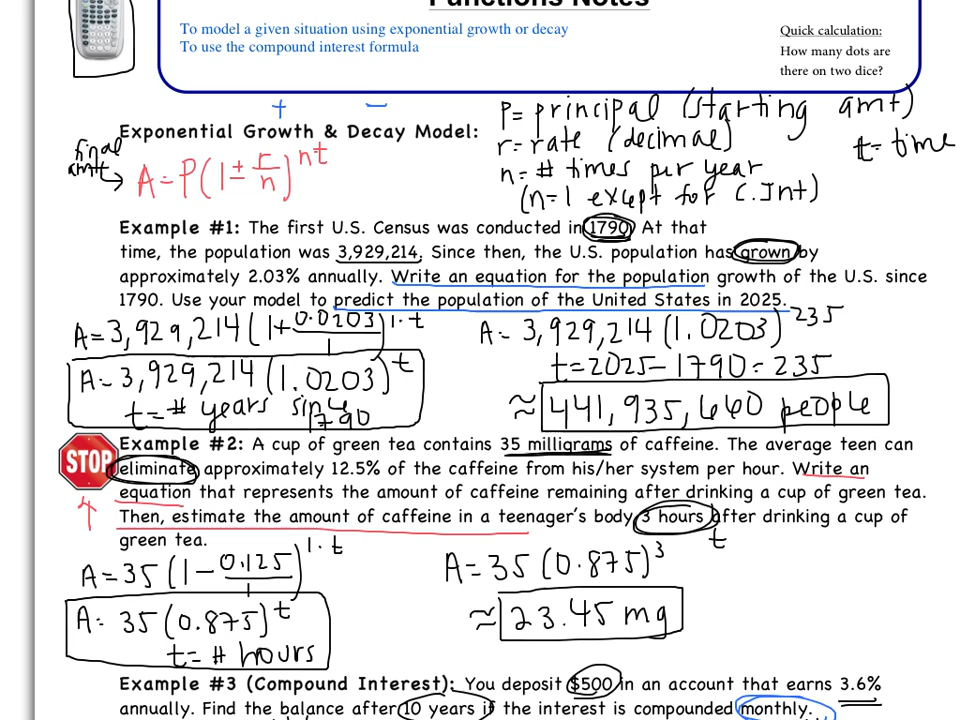 Functions Notes
To model a given situation using exponential growth or decay
To use the compound interest formula
Quick calculation:
How many dots are
there on two dice?
+ −
Exponential Growth & Decay Model:
final
amt → A = P(1 ± r/n)^nt
P = principal (starting amt)
r = rate (decimal)
t = time
n = # times per year
(n = 1 except for C. Int)
Example #1: The first U.S. Census was conducted in 1790. At that
time, the population was 3,929,214. Since then, the U.S. population has grown by
approximately 2.03% annually. Write an equation for the population growth of the U.S. since
1790. Use your model to predict the population of the United States in 2025.
A = 3,929,214(1 + 0.0203/1)^1·t
A = 3,929,214(1.0203)^t
t = # years since
1790
A = 3,929,214(1.0203)^235
t = 2025 − 1790 = 235
≈ 441,935,660 people
STOP
Example #2: A cup of green tea contains 35 milligrams of caffeine. The average teen can
eliminate approximately 12.5% of the caffeine from his/her system per hour. Write an
equation that represents the amount of caffeine remaining after drinking a cup of green tea.
Then, estimate the amount of caffeine in a teenager's body 3 hours after drinking a cup of
green tea.
t
A = 35(1 − 0.125/1)^1·t
A = 35(0.875)^t
t = # hours
A = 35(0.875)^3
≈ 23.45 mg
Example #3 (Compound Interest): You deposit $500 in an account that earns 3.6%
annually. Find the balance after 10 years if the interest is compounded monthly.